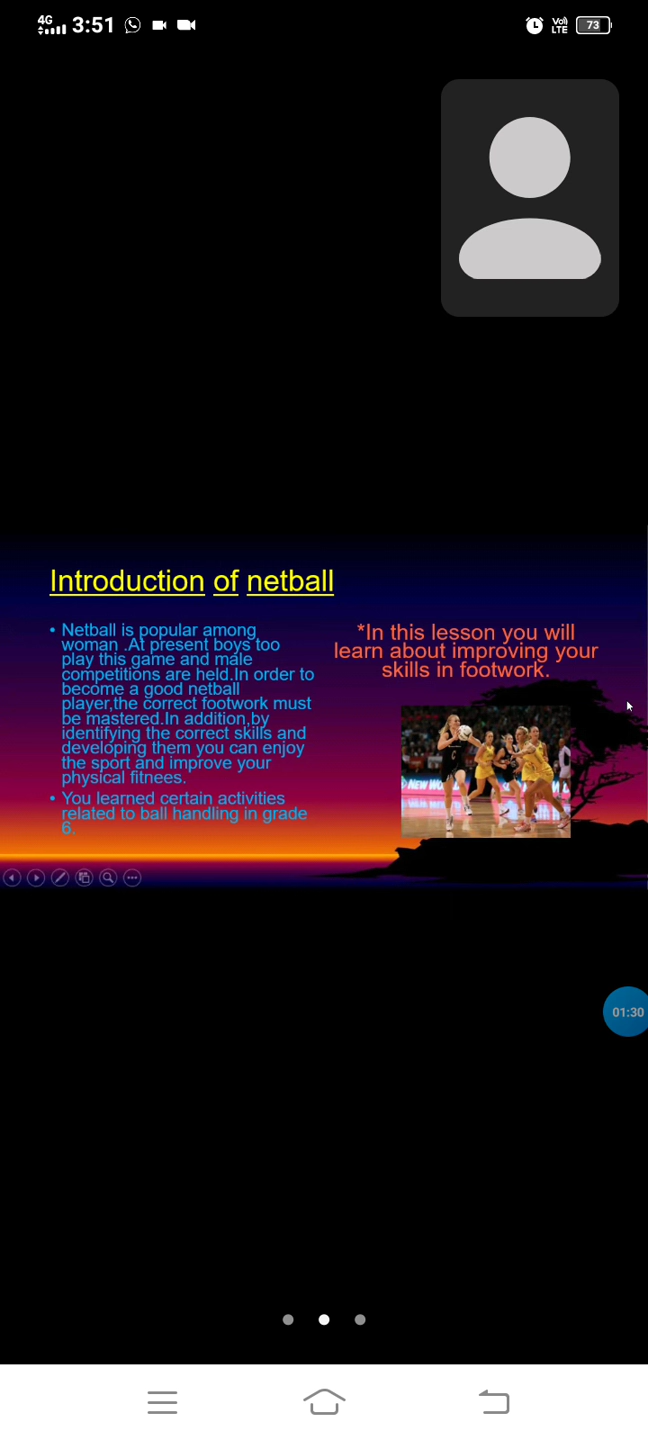 4G 3:51 Vo) LTE 73
Introduction of netball
• Netball is popular among
woman .At present boys too
play this game and male
competitions are held.In order to
become a good netball
player,the correct footwork must
be mastered.In addition,by
identifying the correct skills and
developing them you can enjoy
the sport and improve your
physical fitnees.
• You learned certain activities
related to ball handling in grade
6.
*In this lesson you will
learn about improving your
skills in footwork.
01:30